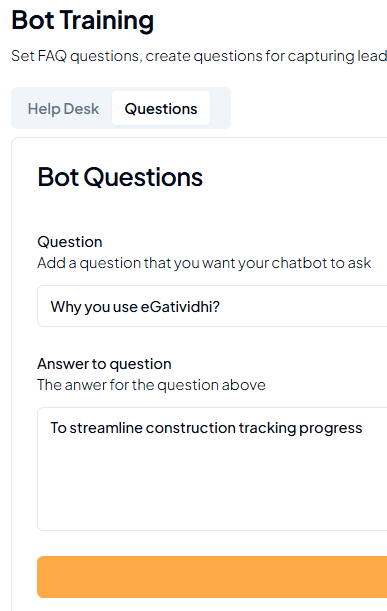 Bot Training
Set FAQ questions, create questions for capturing lead
Help Desk Questions
Bot Questions
Question
Add a question that you want your chatbot to ask
Why you use eGatividhi?
Answer to question
The anwer for the question above
To streamline construction tracking progress